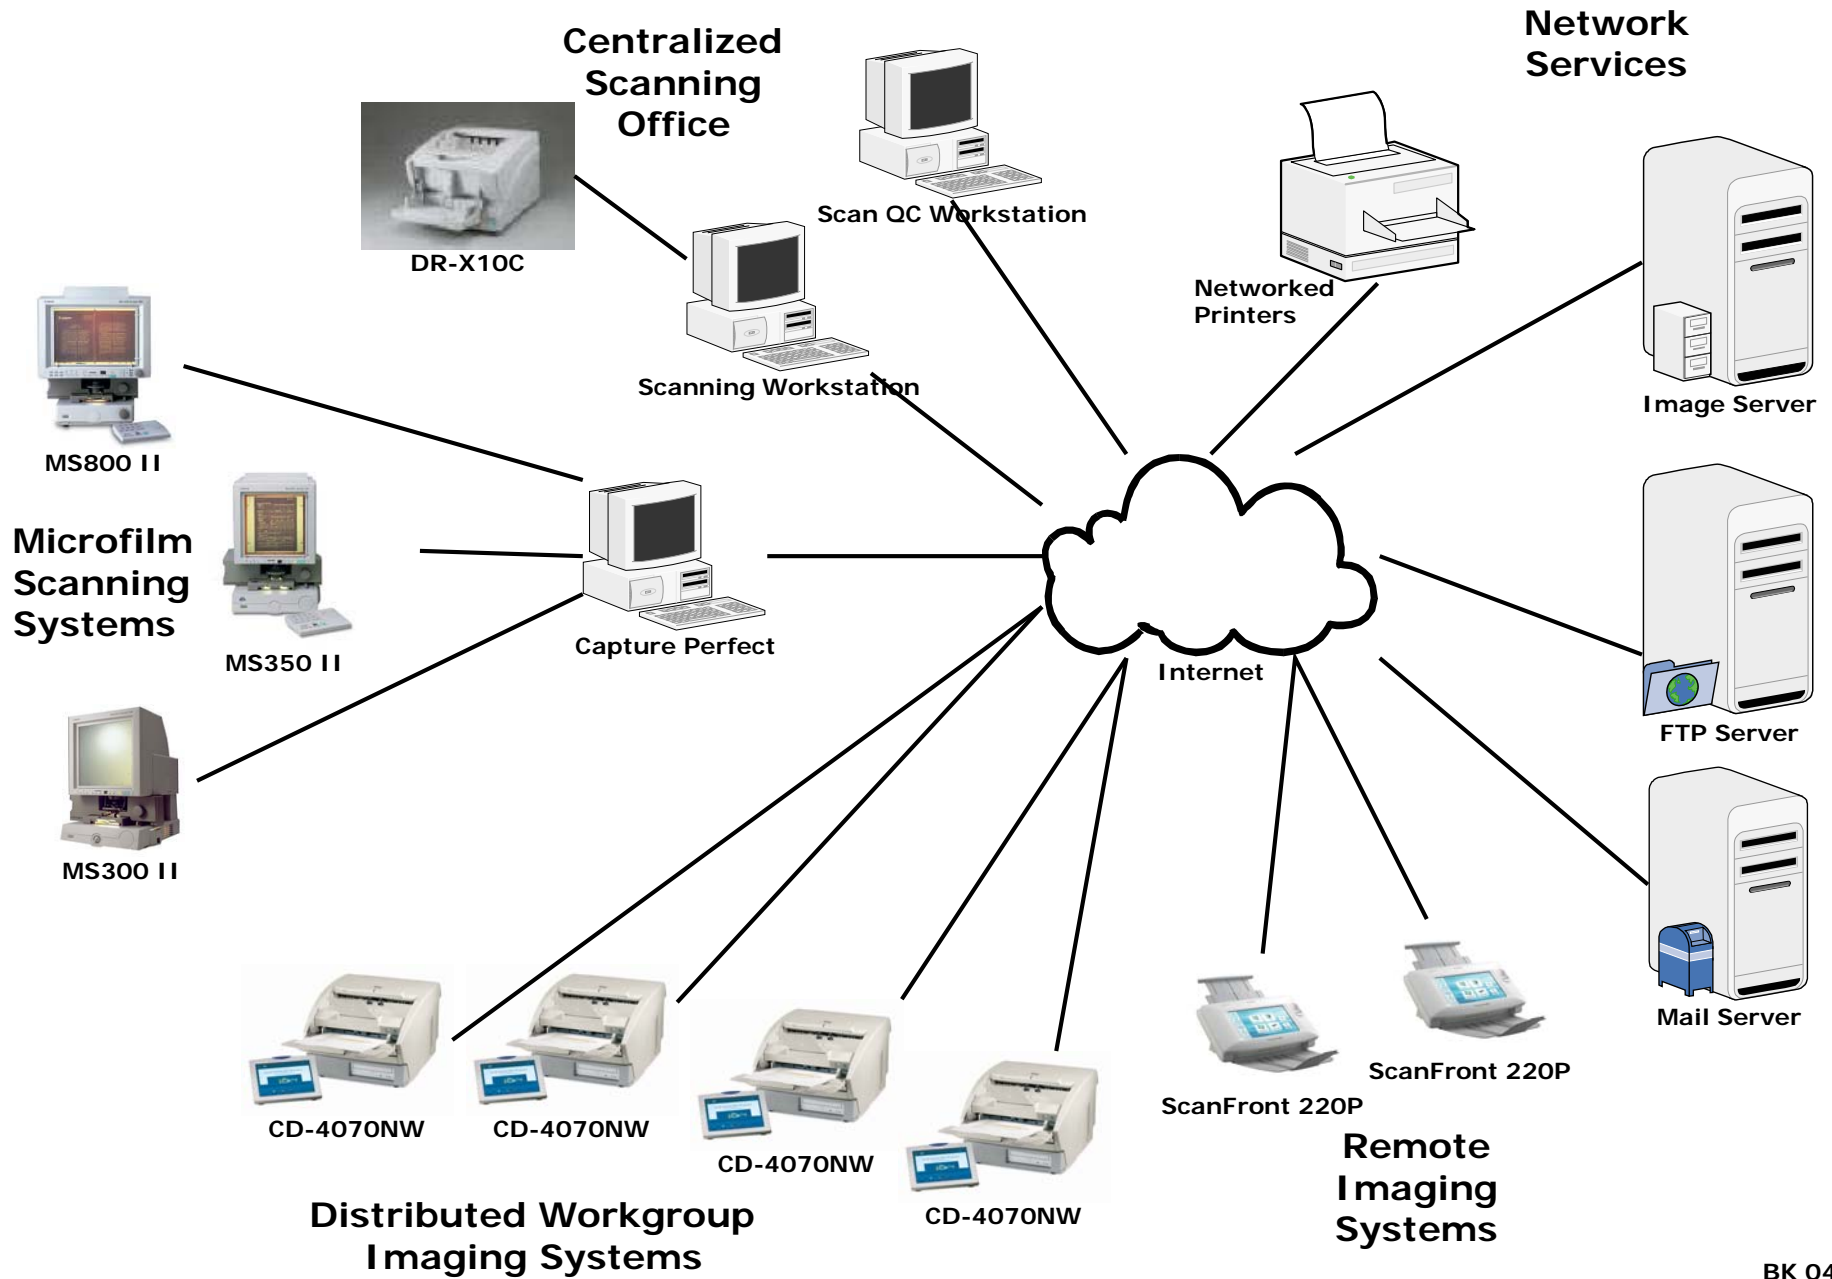 Centralized
Scanning
Office
Network
Services
DR-X10C
Scan QC Workstation
Networked
Printers
Scanning Workstation
Image Server
MS800 II
Microfilm
Scanning
Systems
MS350 II
Capture Perfect
Internet
FTP Server
MS300 II
Mail Server
ScanFront 220P
ScanFront 220P
CD-4070NW
CD-4070NW
CD-4070NW
CD-4070NW
Remote
Imaging
Systems
Distributed Workgroup
Imaging Systems
BK 04